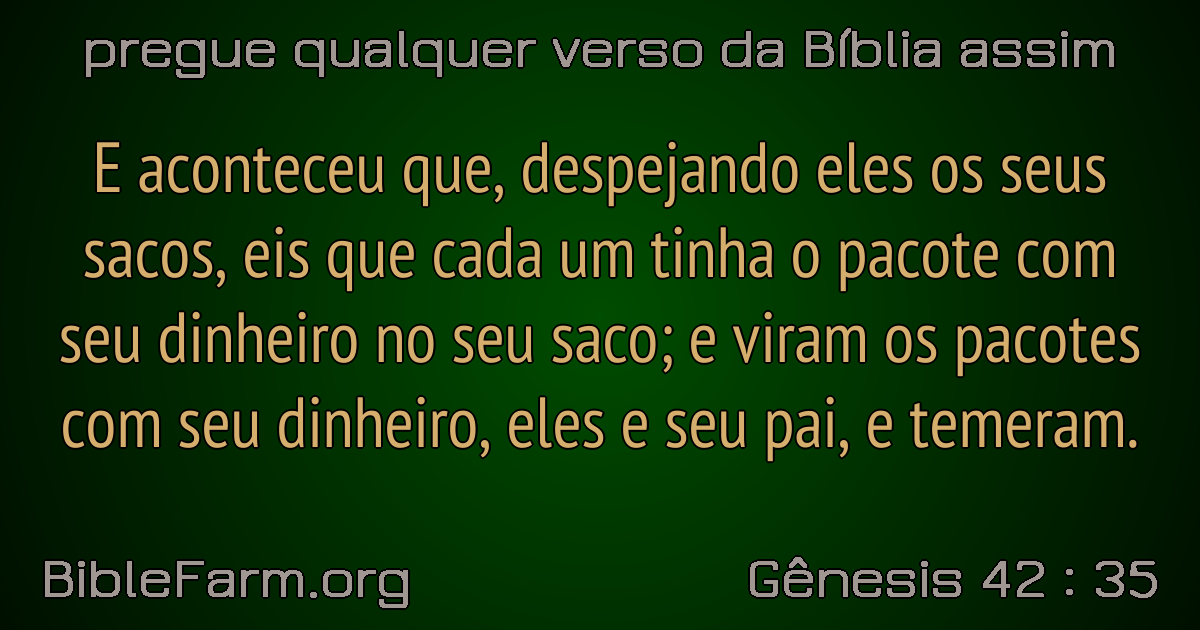 pregue qualquer verso da Bíblia assim
E aconteceu que, despejando eles os seus
sacos, eis que cada um tinha o pacote com
seu dinheiro no seu saco; e viram os pacotes
com seu dinheiro, eles e seu pai, e temeram.
BibleFarm.org
Gênesis 42 : 35